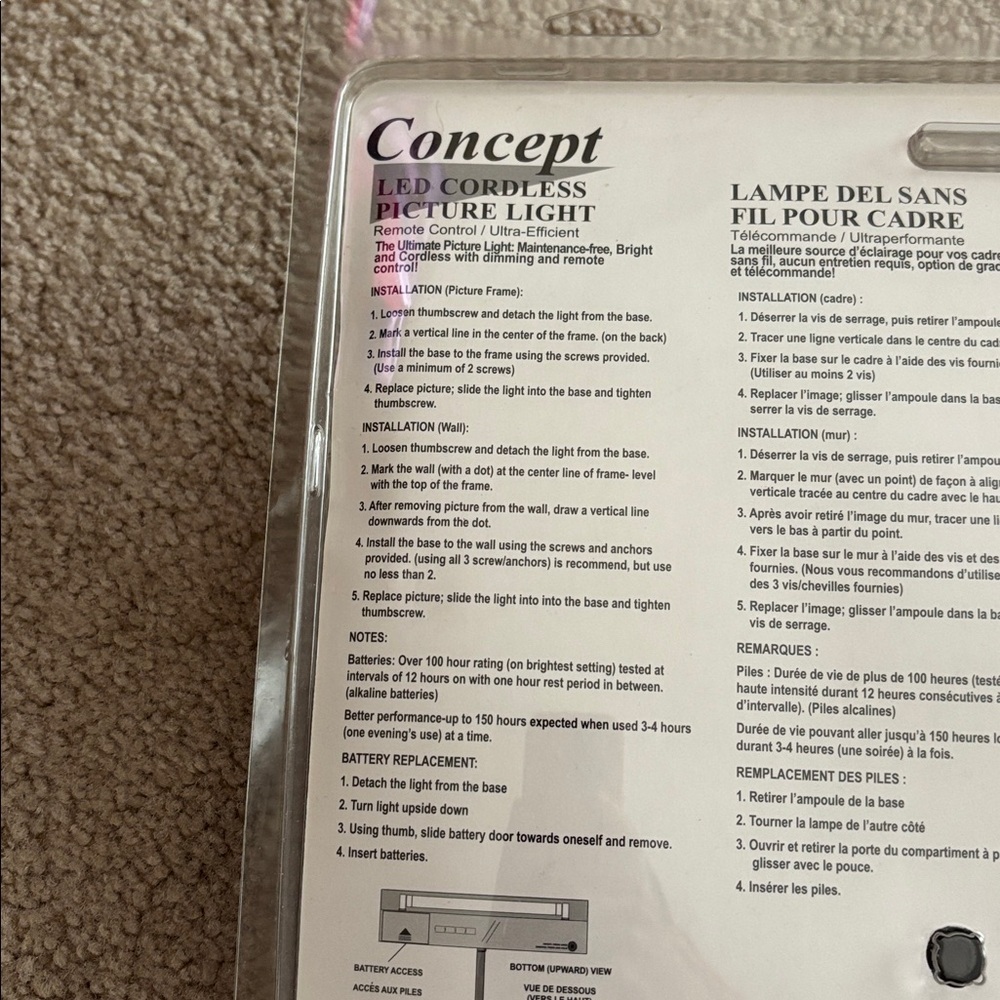 Concept
LED CORDLESS
PICTURE LIGHT
Remote Control / Ultra-Efficient
The Ultimate Picture Light: Maintenance-free, Bright
and Cordless with dimming and remote
control!
INSTALLATION (Picture Frame):
1. Loosen thumbscrew and detach the light from the base.
2. Mark a vertical line in the center of the frame. (on the back)
3. Install the base to the frame using the screws provided.
(Use a minimum of 2 screws)
4. Replace picture; slide the light into the base and tighten
thumbscrew.
INSTALLATION (Wall):
1. Loosen thumbscrew and detach the light from the base.
2. Mark the wall (with a dot) at the center line of frame- level
with the top of the frame.
3. After removing picture from the wall, draw a vertical line
downwards from the dot.
4. Install the base to the wall using the screws and anchors
provided. (using all 3 screw/anchors) is recommend, but use
no less than 2.
5. Replace picture; slide the light into into the base and tighten
thumbscrew.
NOTES:
Batteries: Over 100 hour rating (on brightest setting) tested at
intervals of 12 hours on with one hour rest period in between.
(alkaline batteries)
Better performance-up to 150 hours expected when used 3-4 hours
(one evening's use) at a time.
BATTERY REPLACEMENT:
1. Detach the light from the base
2. Turn light upside down
3. Using thumb, slide battery door towards oneself and remove.
4. Insert batteries.
BATTERY ACCESS
ACCÈS AUX PILES
BOTTOM (UPWARD) VIEW
VUE DE DESSOUS
(VERS LE HAUT)
LAMPE DEL SANS
FIL POUR CADRE
Télécommande / Ultraperformante
La meilleure source d'éclairage pour vos cadre
sans fil, aucun entretien requis, option de grad
et télécommande!
INSTALLATION (cadre) :
1. Déserrer la vis de serrage, puis retirer l'ampoule
2. Tracer une ligne verticale dans le centre du cad
3. Fixer la base sur le cadre à l'aide des vis fourni
(Utiliser au moins 2 vis)
4. Replacer l'image; glisser l'ampoule dans la bas
serrer la vis de serrage.
INSTALLATION (mur) :
1. Déserrer la vis de serrage, puis retirer l'ampou
2. Marquer le mur (avec un point) de façon à alig
verticale tracée au centre du cadre avec le hau
3. Après avoir retiré l'image du mur, tracer une li
vers le bas à partir du point.
4. Fixer la base sur le mur à l'aide des vis et des
fournies. (Nous vous recommandons d'utilise
des 3 vis/chevilles fournies)
5. Replacer l'image; glisser l'ampoule dans la ba
vis de serrage.
REMARQUES :
Piles : Durée de vie de plus de 100 heures (testé
haute intensité durant 12 heures consécutives à
d'intervalle). (Piles alcalines)
Durée de vie pouvant aller jusqu'à 150 heures lo
durant 3-4 heures (une soirée) à la fois.
REMPLACEMENT DES PILES :
1. Retirer l'ampoule de la base
2. Tourner la lampe de l'autre côté
3. Ouvrir et retirer la porte du compartiment à p
glisser avec le pouce.
4. Insérer les piles.